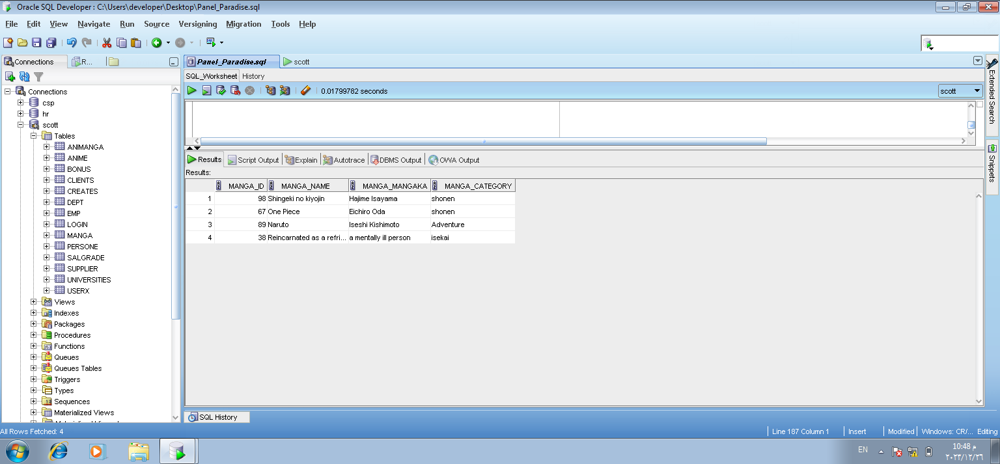 Oracle SQL Developer : C:\Users\developer\Desktop\Panel_Paradise.sql
File Edit View Navigate Run Source Versioning Migration Tools Help
Connections R...
Panel_Paradise.sql scott
SQL_Worksheet History
0.01799782 seconds scott
Connections
csp
hr
scott
Tables
ANIMANGA
ANIME
BONUS
CLIENTS
CREATES
DEPT
EMP
LOGIN
MANGA
PERSONE
SALGRADE
SUPPLIER
UNIVERSITIES
USERX
Views
Indexes
Packages
Procedures
Functions
Queues
Queues Tables
Triggers
Types
Sequences
Materialized Views
Results Script Output Explain Autotrace DBMS Output OWA Output
Results:
MANGA_ID MANGA_NAME MANGA_MANGAKA MANGA_CATEGORY
1 98 Shingeki no kiyojin Hajime Isayama shonen
2 67 One Piece Eichiro Oda shonen
3 89 Naruto Iseshi Kishimoto Adventure
4 38 Reincarnated as a refri... a mentally ill person isekai
Extended Search
Snippets
SQL History
All Rows Fetched: 4
Line 187 Column 1 Insert Modified Windows: CR/... Editing
EN
10:48 م
٢٠٢٣/١٢/٢٦